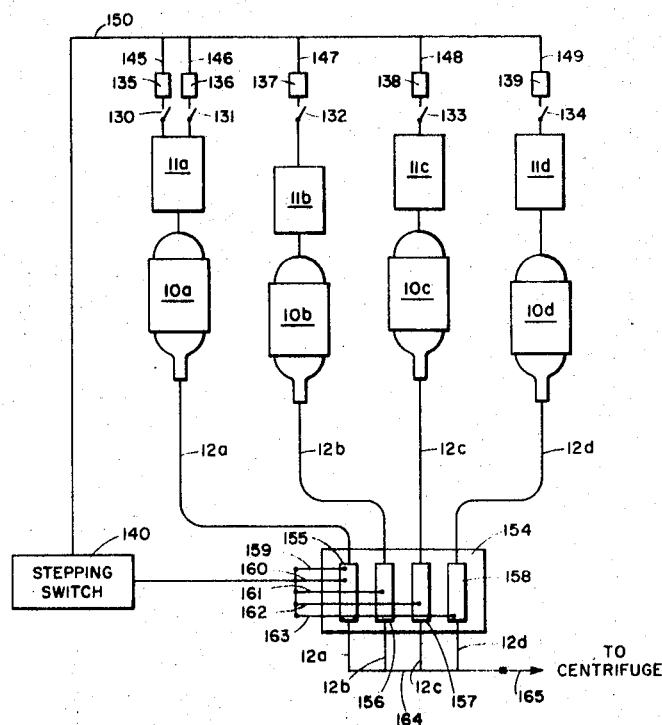 150
145 146 147 148 149
135 136 137 138 139
130 131 132 133 134
11a 11b 11c 11d
10a 10b 10c 10d
12a 12b 12c 12d
140 155 154
159
STEPPING
SWITCH
160
161
162
163
158
12a 12b 12c 12d
156 157
164 165
TO
CENTRIFUGE